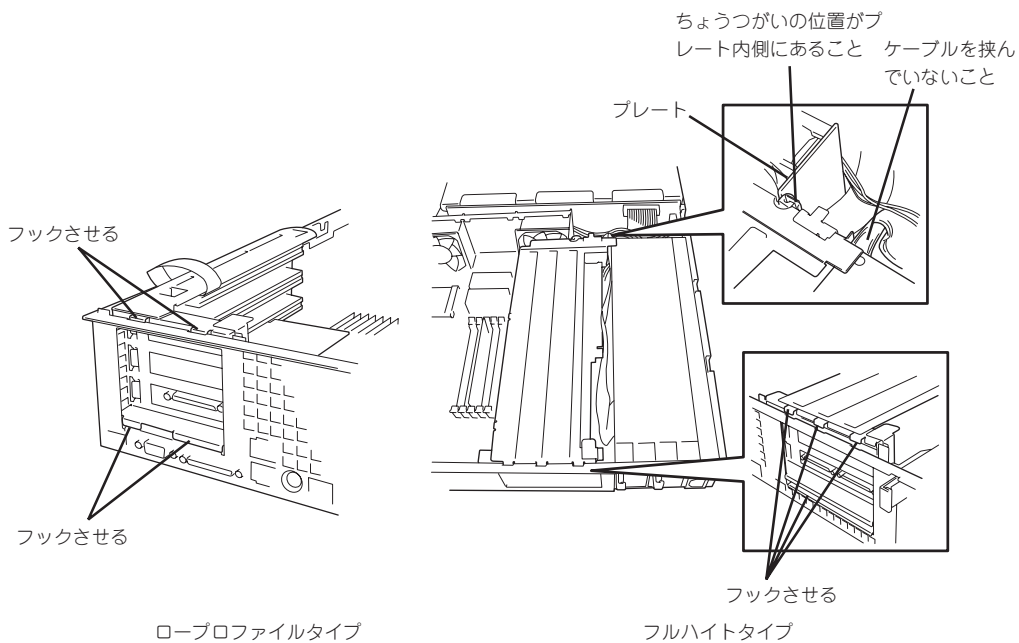 ちょうつがいの位置がプ
レート内側にあること
ケーブルを挟ん
でいないこと
プレート
フックさせる
フックさせる
フックさせる
ロープロファイルタイプ
フルハイトタイプ